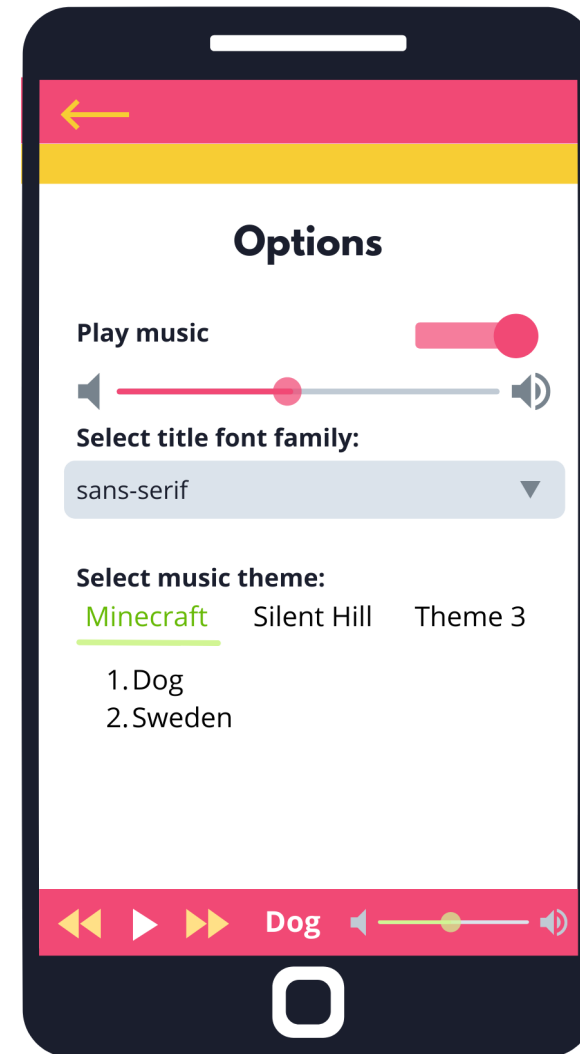 Options
Play music
Select title font family:
sans-serif
Select music theme:
Minecraft Silent Hill Theme 3
1. Dog
2. Sweden
Dog